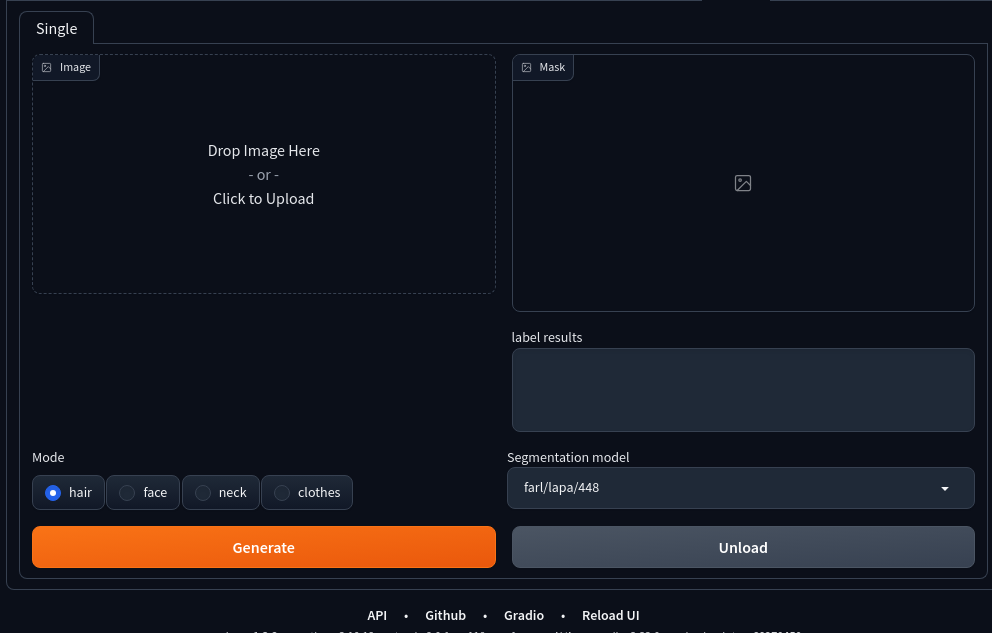 Single
Image
Mask
Drop Image Here
- or -
Click to Upload
label results
Mode
Segmentation model
hair
face
neck
clothes
farl/lapa/448
Generate
Unload
API • Github • Gradio • Reload UI